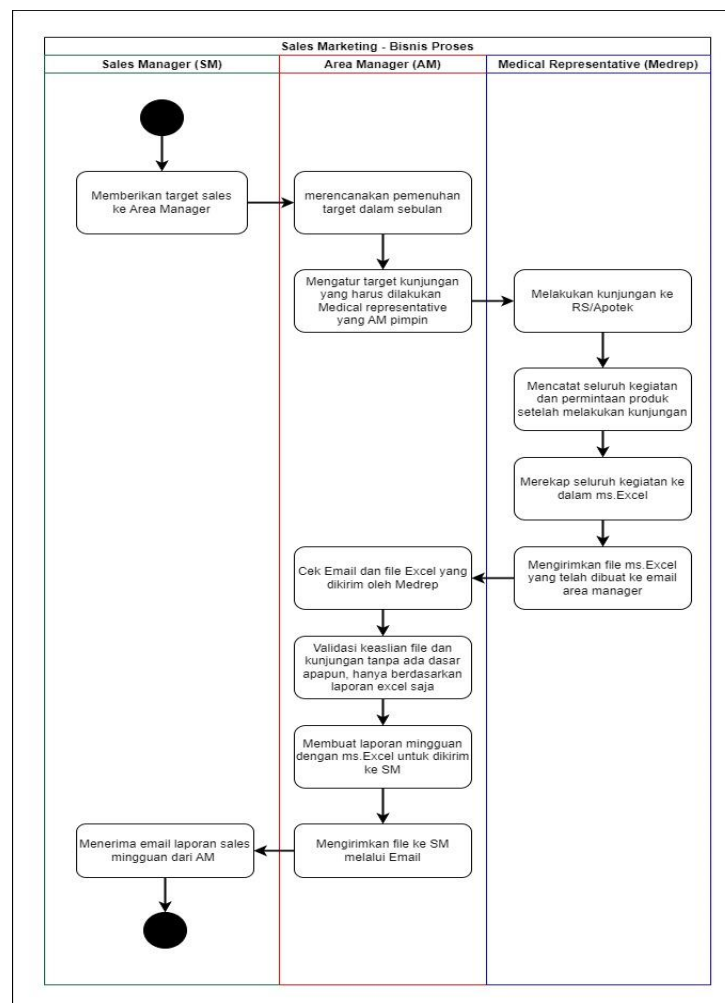 Sales Marketing - Bisnis Proses
Sales Manager (SM)
Area Manager (AM)
Medical Representative (Medrep)
Memberikan target sales
ke Area Manager
merencanakan pemenuhan
target dalam sebulan
Mengatur target kunjungan
yang harus dilakukan
Medical representative
yang AM pimpin
Melakukan kunjungan ke
RS/Apotek
Mencatat seluruh kegiatan
dan permintaan produk
setelah melakukan kunjungan
Merekap seluruh kegiatan ke
dalam ms.Excel
Mengirimkan file ms.Excel
yang telah dibuat ke email
area manager
Cek Email dan file Excel yang
dikirim oleh Medrep
Validasi keaslian file dan
kunjungan tanpa ada dasar
apapun, hanya berdasarkan
laporan excel saja
Membuat laporan mingguan
dengan ms.Excel untuk dikirim
ke SM
Mengirimkan file ke SM
melalui Email
Menerima email laporan sales
mingguan dari AM